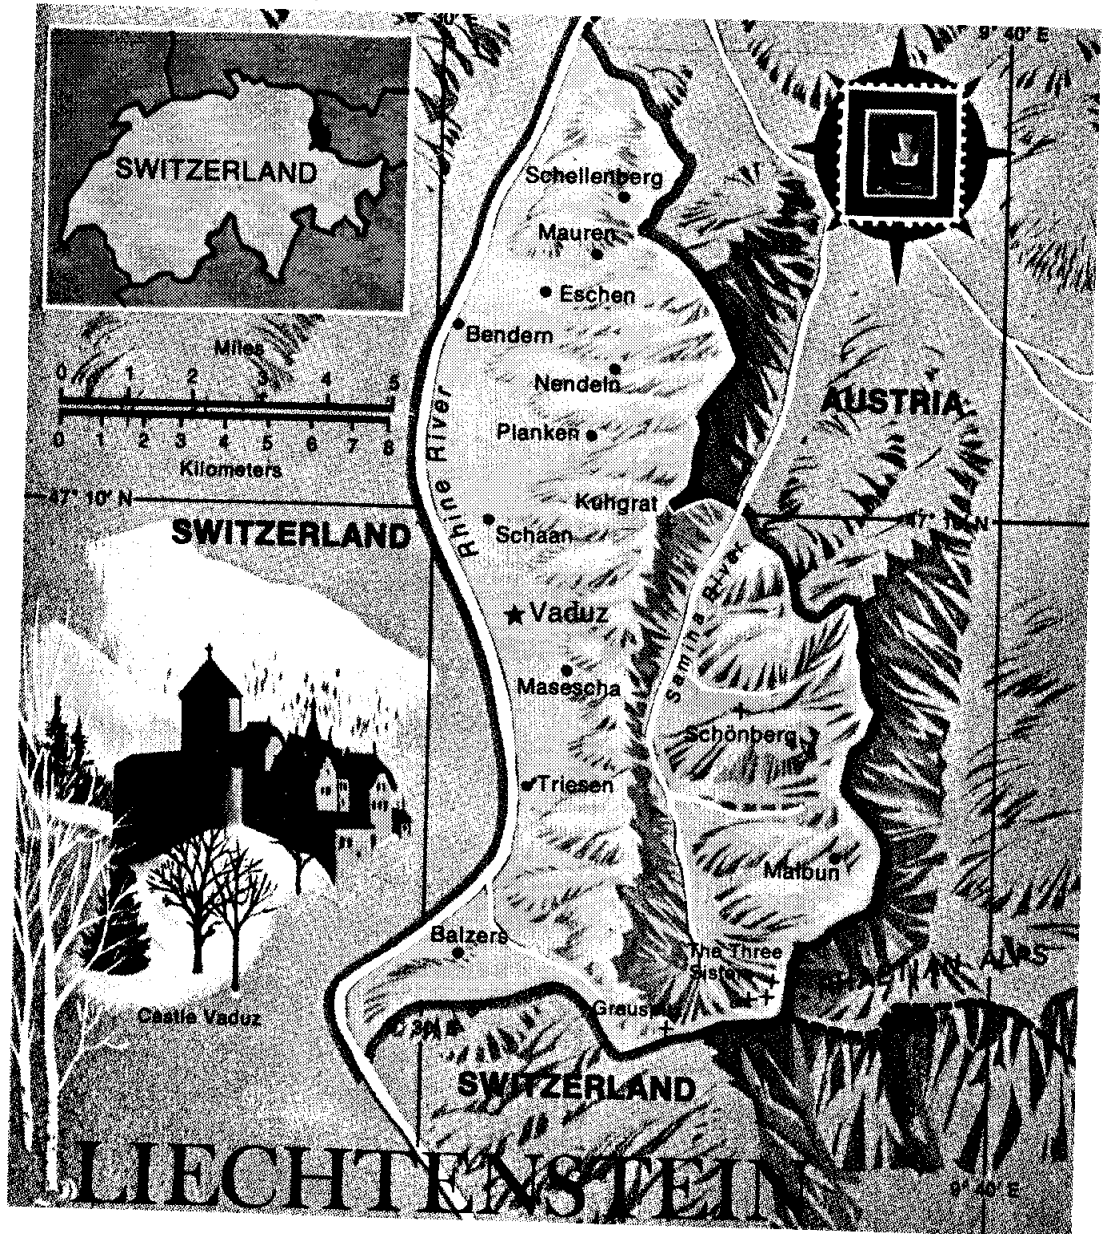 9° 40' E
SWITZERLAND
Schellenberg
Mauren
Eschen
Bendern
Miles
0 1 2 3 4 5
Nendeln
AUSTRIA
Rhine River
Planken
0 1 2 3 4 5 6 7 8
Kilometers
Kuhgrat
47° 10' N
47° 10' N
SWITZERLAND
Schaan
Samina River
Vaduz
Masescha
Schönberg
Triesen
Malbun
Balzers
The Three
Sisters
ALPS
Castle Vaduz
SWITZERLAND
LIECHTENSTEIN
9° 40' E